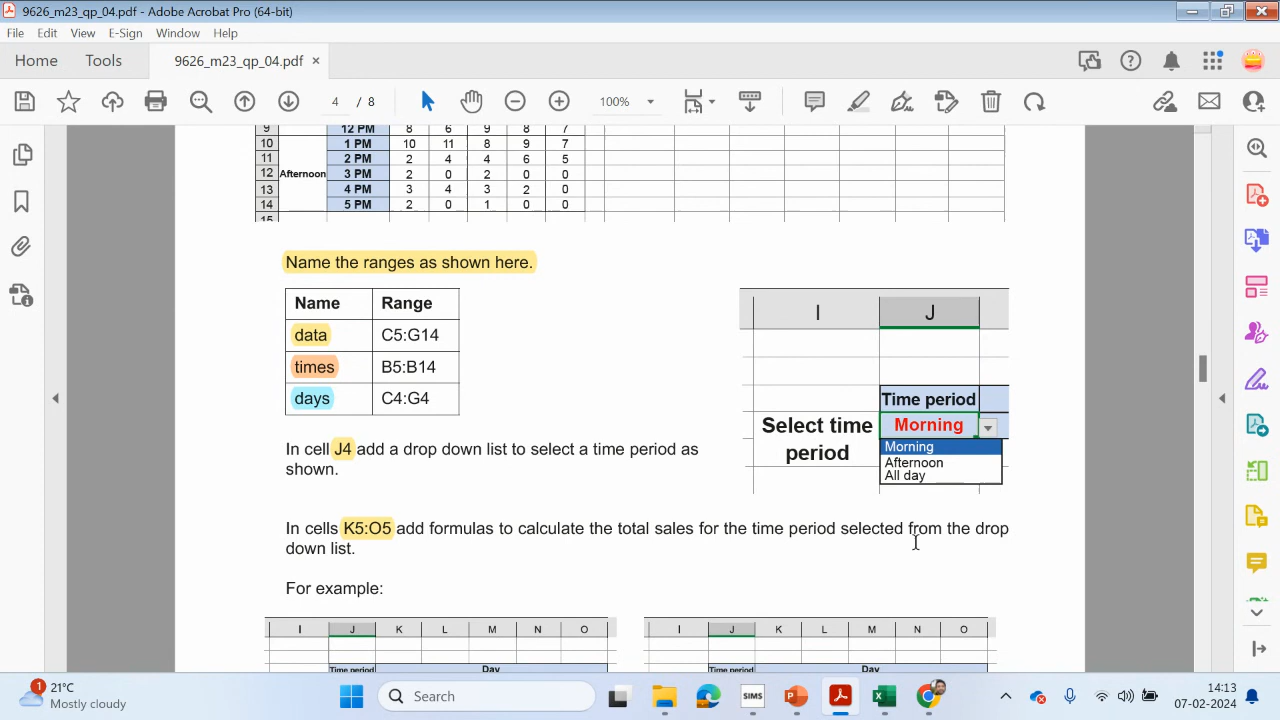 9626_m23_qp_04.pdf - Adobe Acrobat Pro (64-bit)
File Edit View E-Sign Window Help
Home Tools 9626_m23_qp_04.pdf ×
4 / 8 100%
9 12 PM 8 6 9 8 7
10 1 PM 10 11 8 9 7
11 2 PM 2 4 4 6 5
12 Afternoon 3 PM 2 0 2 0 0
13 4 PM 3 4 3 2 0
14 5 PM 2 0 1 0 0
15
Name the ranges as shown here.
Name Range
data C5:G14
times B5:B14
days C4:G4
I J
Time period
Select time period
Morning
Morning
Afternoon
All day
In cell J4 add a drop down list to select a time period as
shown.
In cells K5:O5 add formulas to calculate the total sales for the time period selected from the drop
down list.
For example:
I J K L M N O
Time period Day
I J K L M N O
Time period Day
1
21°C
Mostly cloudy
Search
SIMS
14:13
07-02-2024